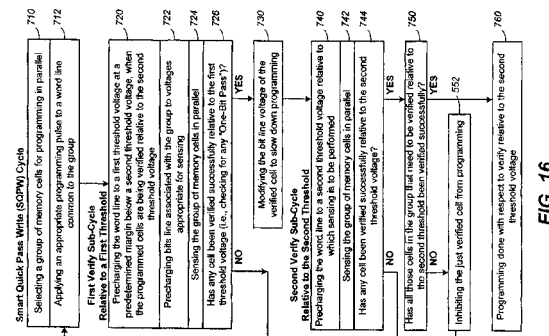 Smart Quick Pass Write (SQPW) Cycle
710
Selecting a group of memory cells for programming in parallel
712
Applying an appropriate programming pulse to a word line
common to the group
First Verify Sub-Cycle
Relative to a First Threshold
720
Precharging the word line to a first threshold voltage at a
predetermined margin below a second threshold voltage, when
the programmed cells are being verified relative to the second
threshold voltage
722
Precharging bits line associated with the group to voltages
appropriate for sensing
724
Sensing the group of memory cells in parallel
726
Has any cell been verified successfully relative to the first
threshold voltage (i.e., checking for any "One-Bit Pass")?
NO
YES
730
Modifying the bit line voltage of the
verified cell to slow down programming
Second Verify Sub-Cycle
Relative to the Second Threshold
740
Precharging the word line to a second threshold voltage relative to
which sensing is to be performed
742
Sensing the group of memory cells in parallel
744
Has any cell been verified successfully relative to the second
threshold voltage?
NO
YES
750
Has all those cells in the group that need to be verified relative to
the second threshold been verified successfully?
NO
YES
552
Inhibiting the just verified cell from programming
760
Programming done with respect to verify relative to the second
threshold voltage
FIG. 16